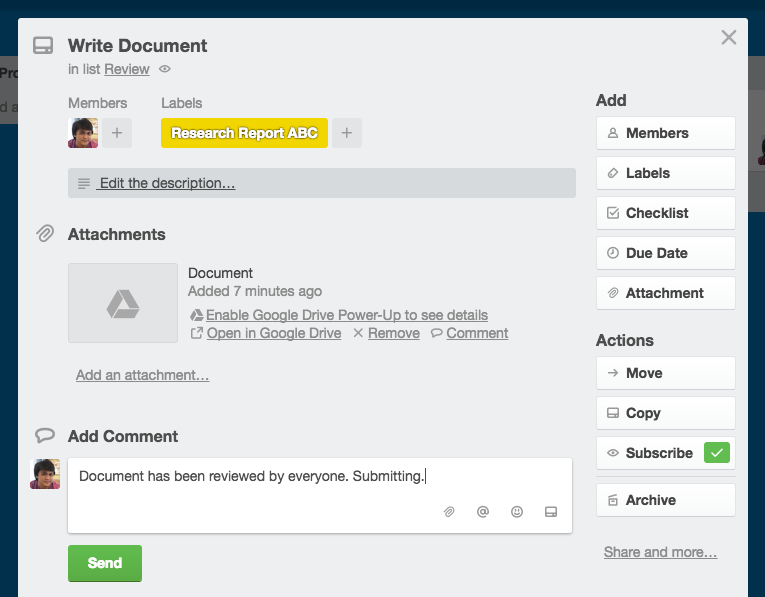 Write Document
in list Review
Members
Labels
Research Report ABC
Edit the description…
Attachments
Document
Added 7 minutes ago
Enable Google Drive Power-Up to see details
Open in Google Drive Remove Comment
Add an attachment…
Add Comment
Document has been reviewed by everyone. Submitting.
Send
Add
Members
Labels
Checklist
Due Date
Attachment
Actions
Move
Copy
Subscribe
Archive
Share and more…